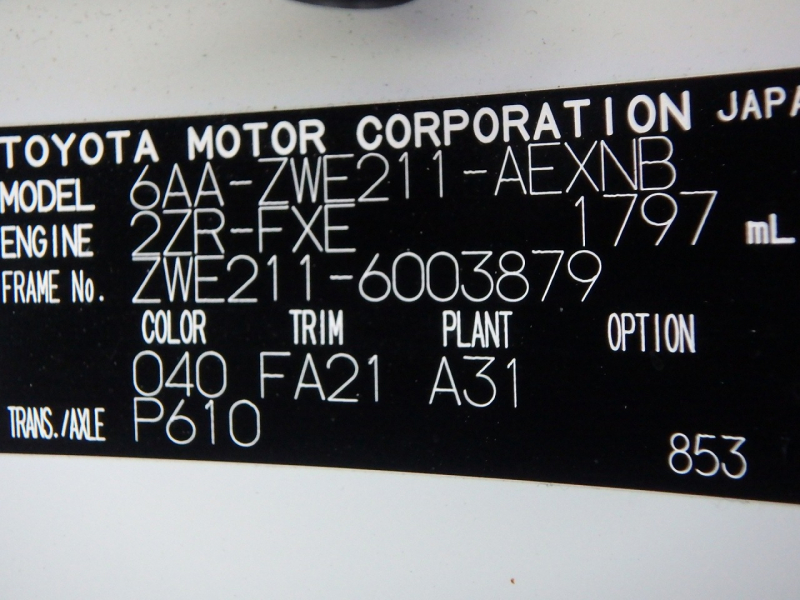 TOYOTA MOTOR CORPORATION JAPA
MODEL 6AA-ZWE211-AEXNB
ENGINE 2ZR-FXE 1797 mL
FRAME No. ZWE211-6003879
COLOR TRIM PLANT OPTION
040 FA21 A31
TRANS./AXLE P610
853